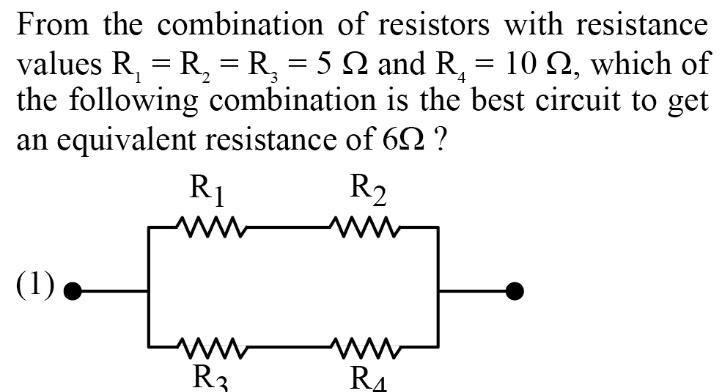 From the combination of resistors with resistance
values R₁ = R₂ = R₃ = 5 Ω and R₄ = 10 Ω, which of
the following combination is the best circuit to get
an equivalent resistance of 6Ω ?
R₁ R₂
(1)
R₃ R₄